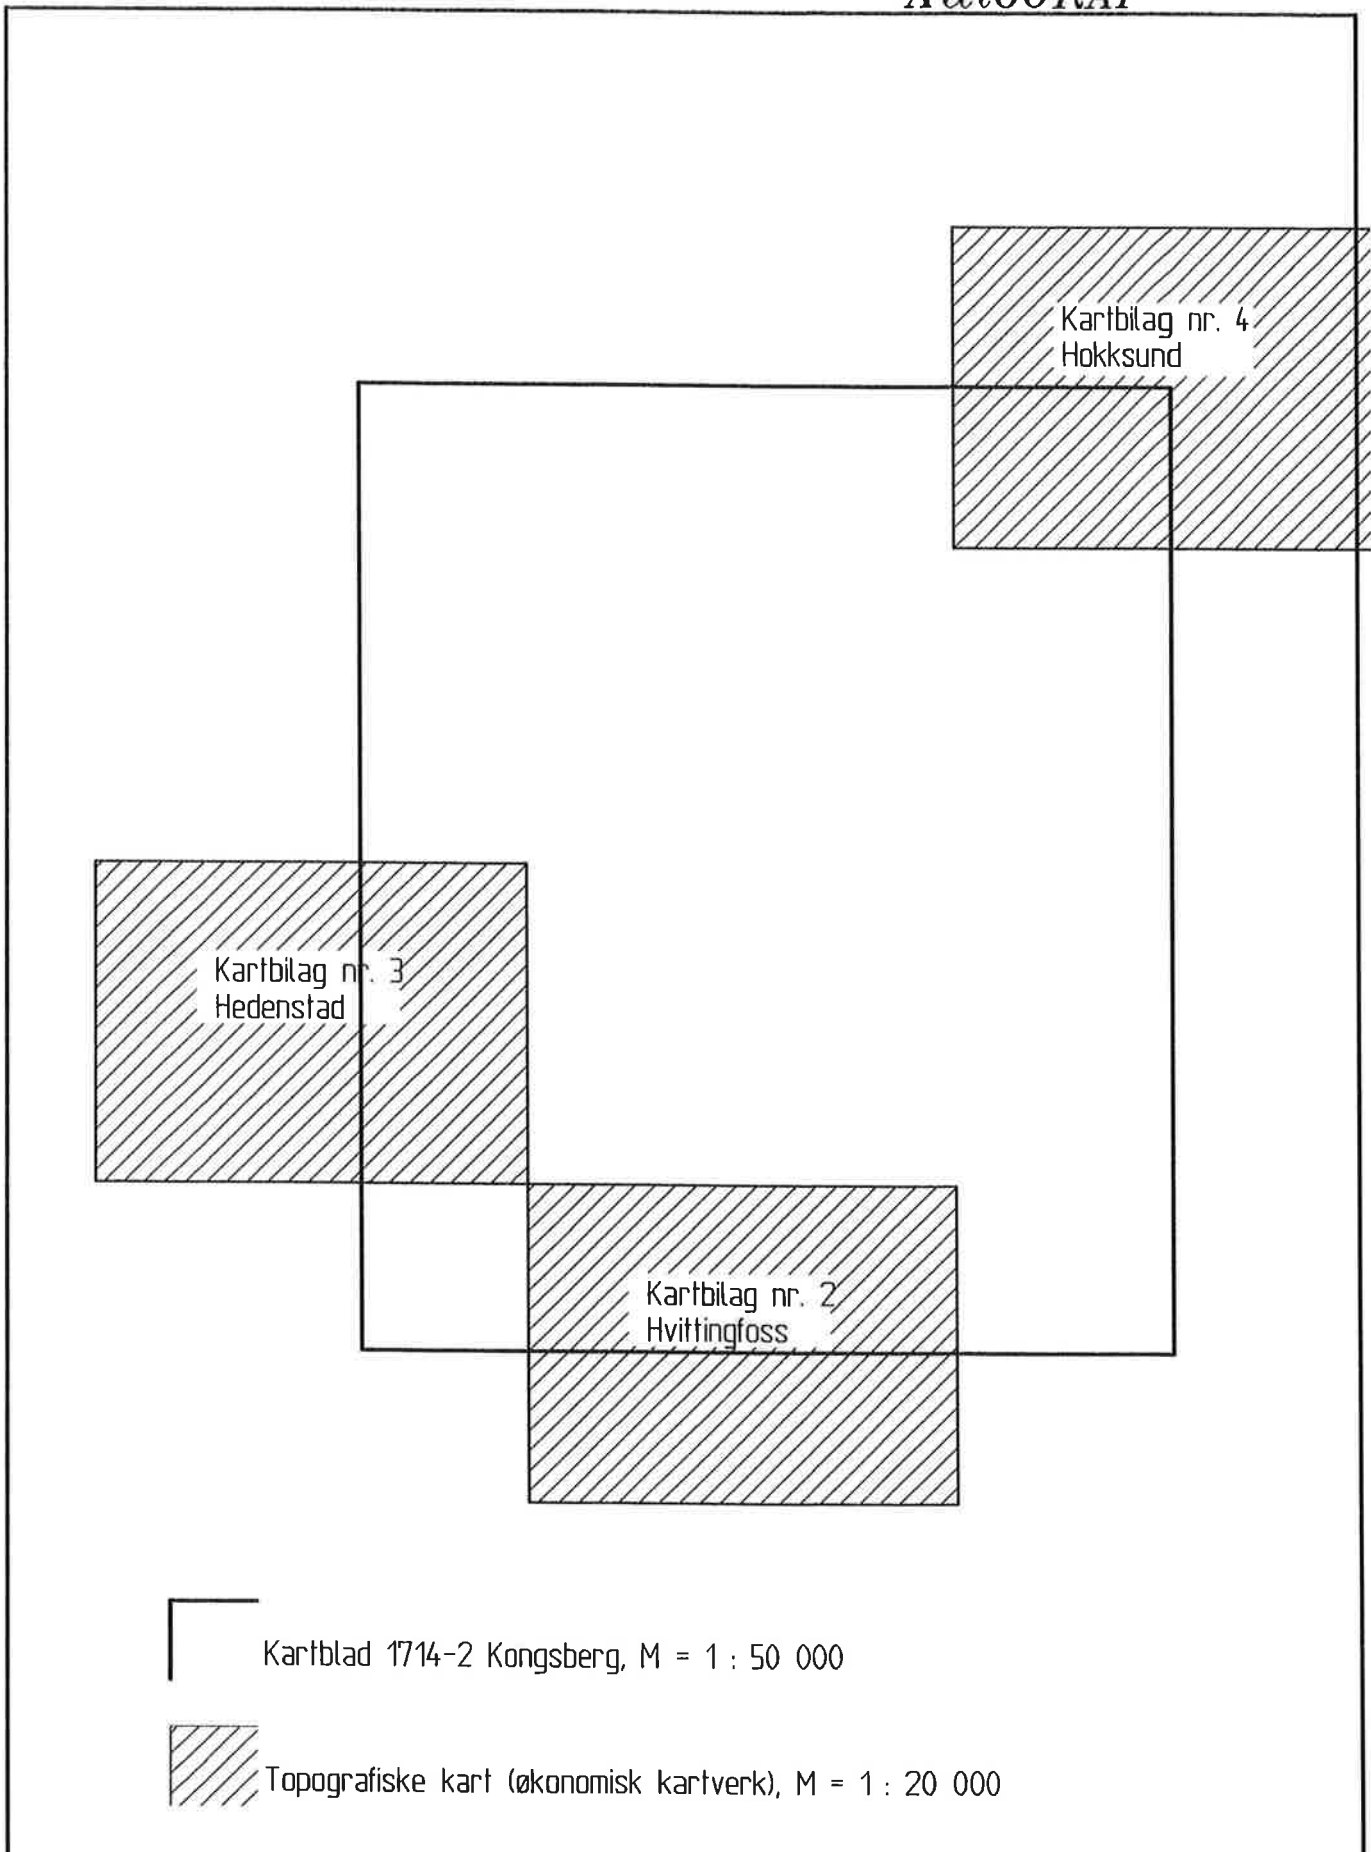 Kartbilag nr. 4
Hokksund
Kartbilag nr. 3
Hedenstad
Kartbilag nr. 2
Hvittingfoss
Kartblad 1714-2 Kongsberg, M = 1 : 50 000
Topografiske kart (økonomisk kartverk), M = 1 : 20 000